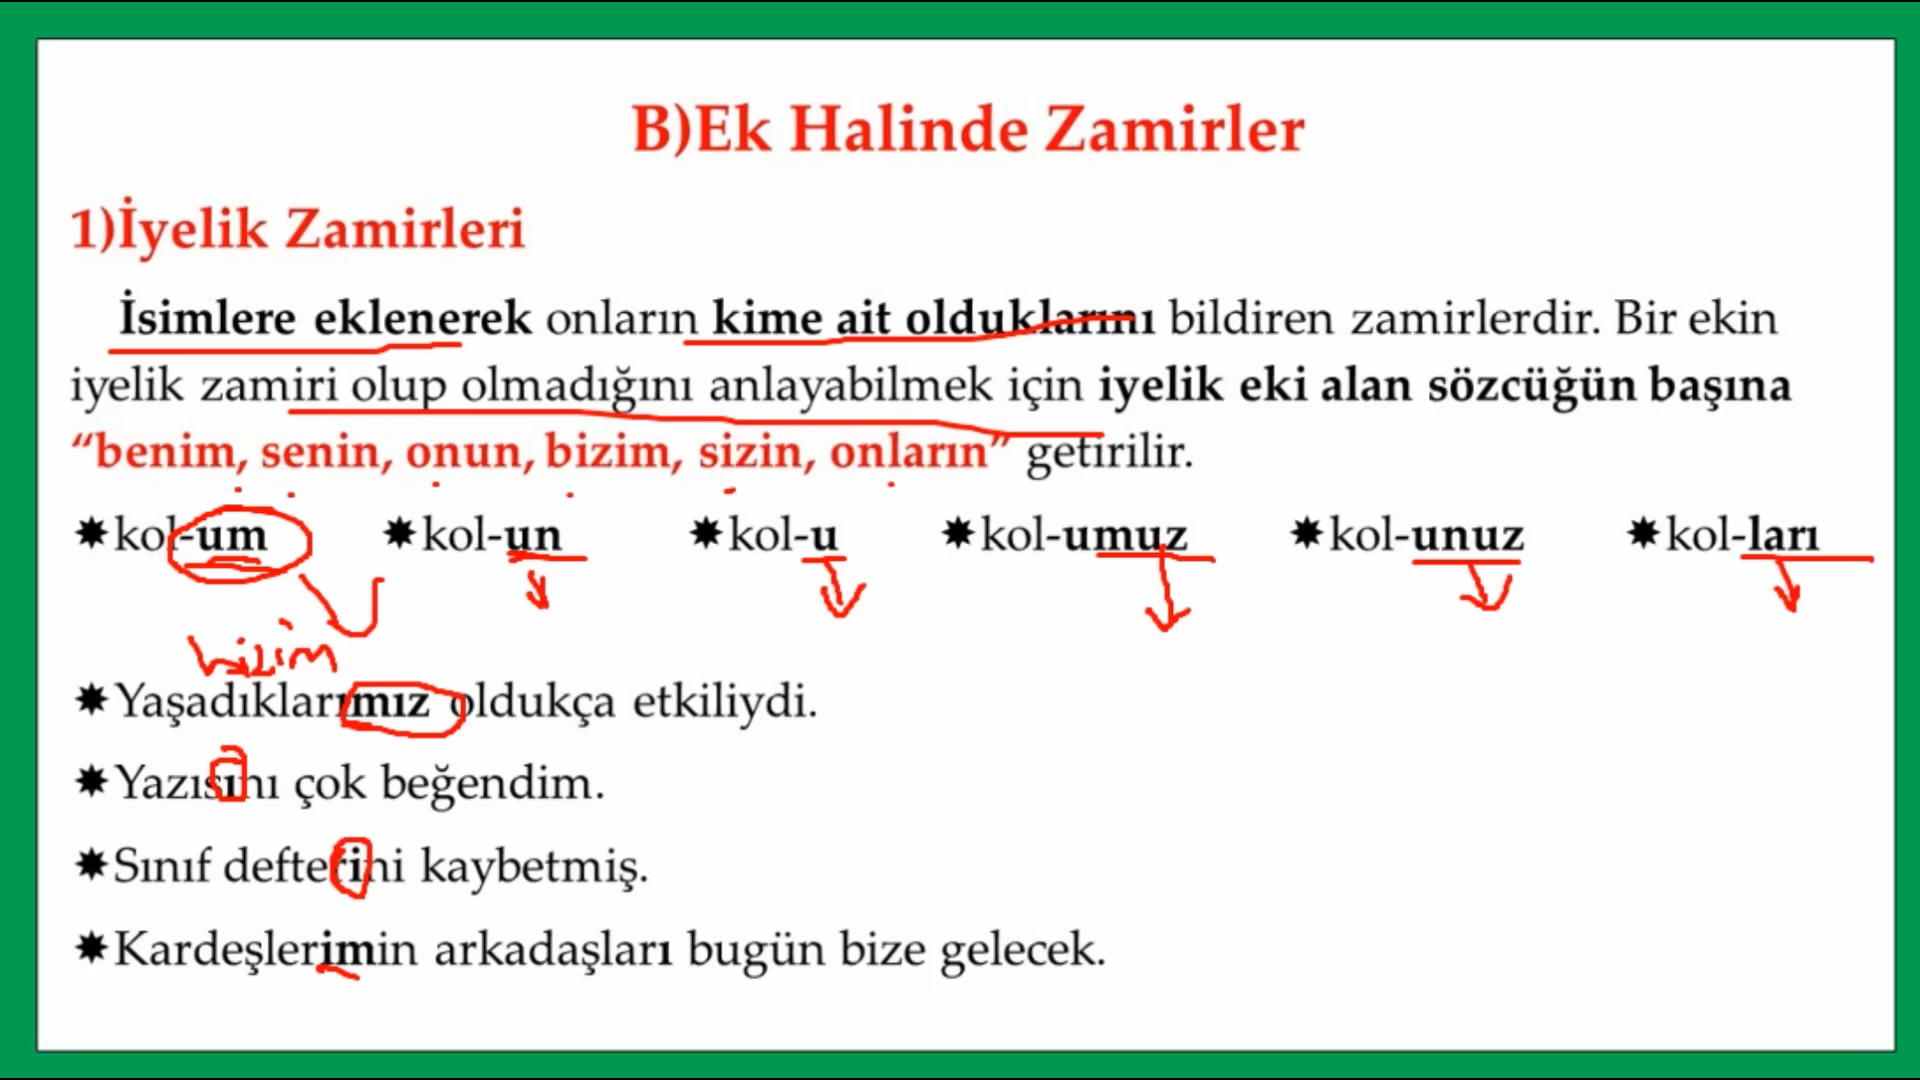 B)Ek Halinde Zamirler
1)İyelik Zamirleri
İsimlere eklenerek onların kime ait olduklarını bildiren zamirlerdir. Bir ekin
iyelik zamiri olup olmadığını anlayabilmek için iyelik eki alan sözcüğün başına
“benim, senin, onun, bizim, sizin, onların” getirilir.
✷kol-um ✷kol-un ✷kol-u ✷kol-umuz ✷kol-unuz ✷kol-ları
bizim
✷Yaşadıklarımız oldukça etkiliydi.
✷Yazısını çok beğendim.
✷Sınıf defterini kaybetmiş.
✷Kardeşlerimin arkadaşları bugün bize gelecek.